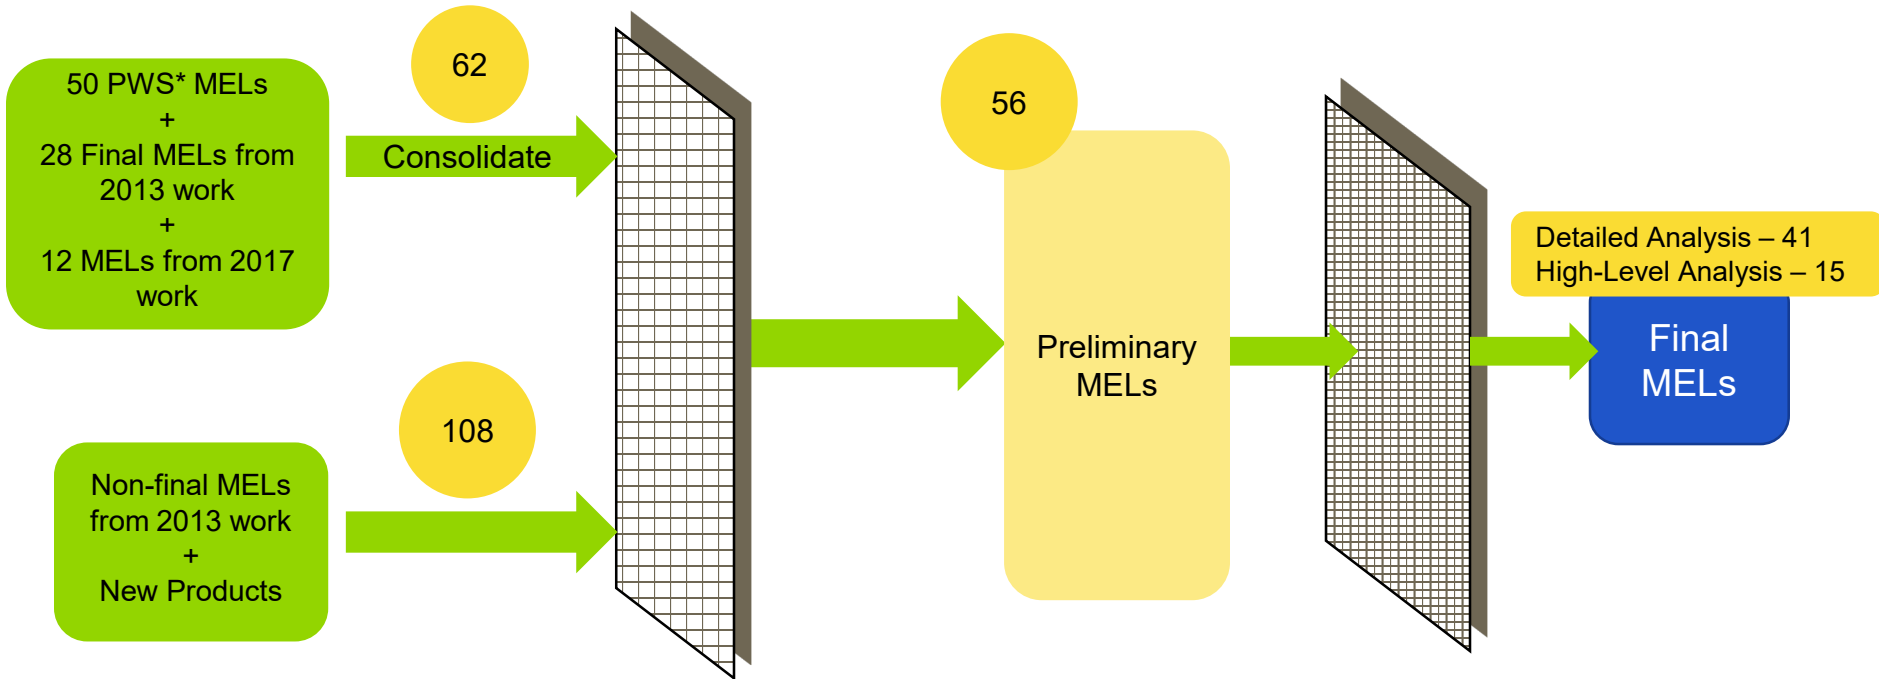 50 PWS* MELs
+
28 Final MELs from
2013 work
+
12 MELs from 2017
work
62
Consolidate
108
Non-final MELs
from 2013 work
+
New Products
56
Preliminary
MELs
Detailed Analysis – 41
High-Level Analysis – 15
Final
MELs